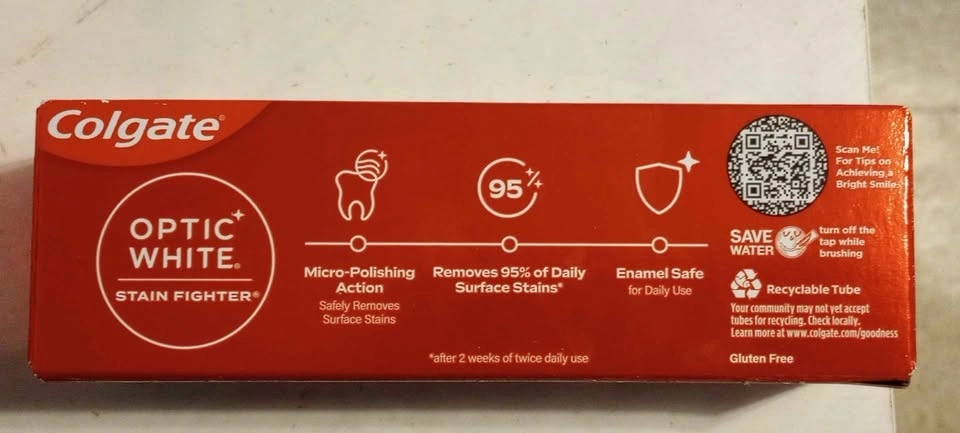 Colgate®
OPTIC
WHITE®
STAIN FIGHTER®
95%
Micro-Polishing
Action
Safely Removes
Surface Stains
Removes 95% of Daily
Surface Stains*
Enamel Safe
for Daily Use
*after 2 weeks of twice daily use
Scan Me!
For Tips on
Achieving a
Bright Smile
SAVE
WATER
turn off the
tap while
brushing
Recyclable Tube
Your community may not yet accept
tubes for recycling. Check locally.
Learn more at www.colgate.com/goodness
Gluten Free